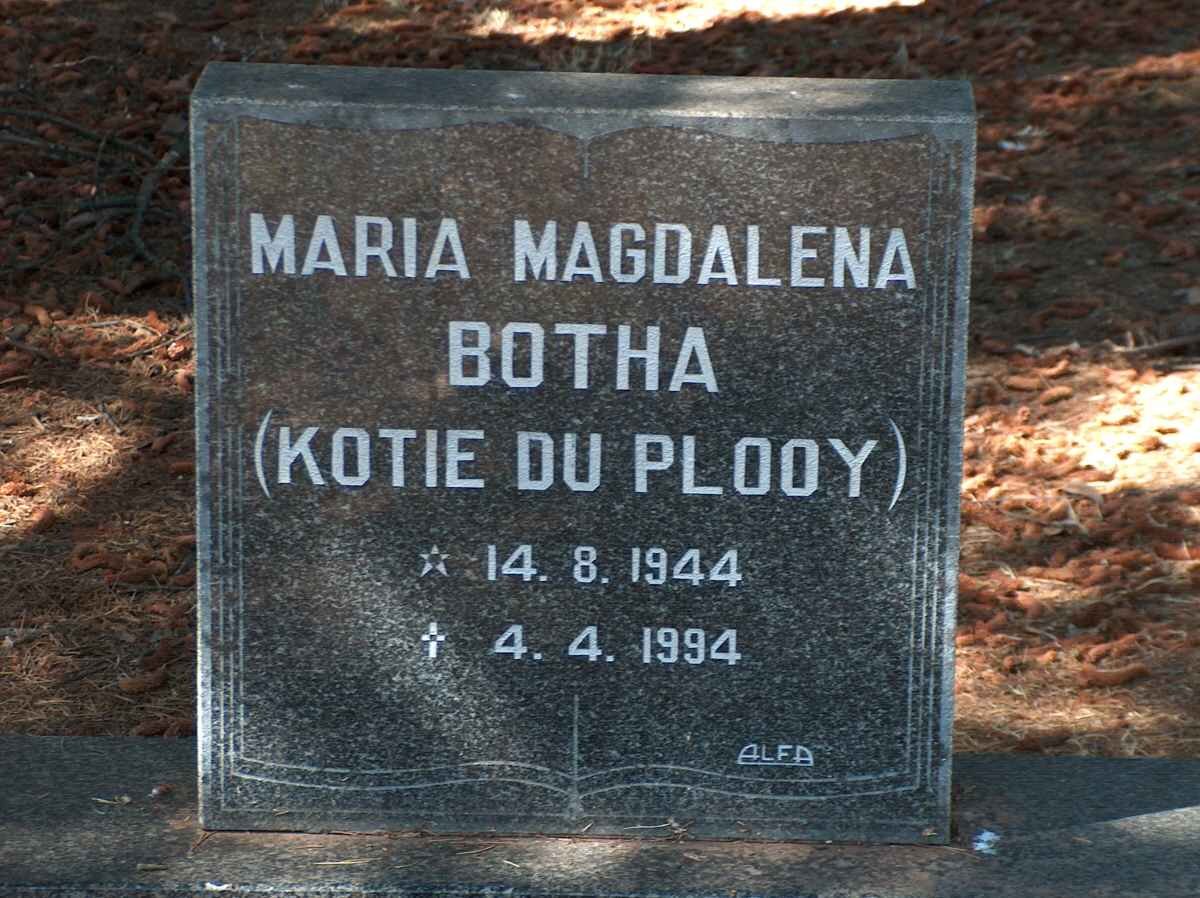 MARIA MAGDALENA
BOTHA
(KOTIE DU PLOOY)
☆ 14. 8. 1944
✝ 4. 4. 1994
ALFA